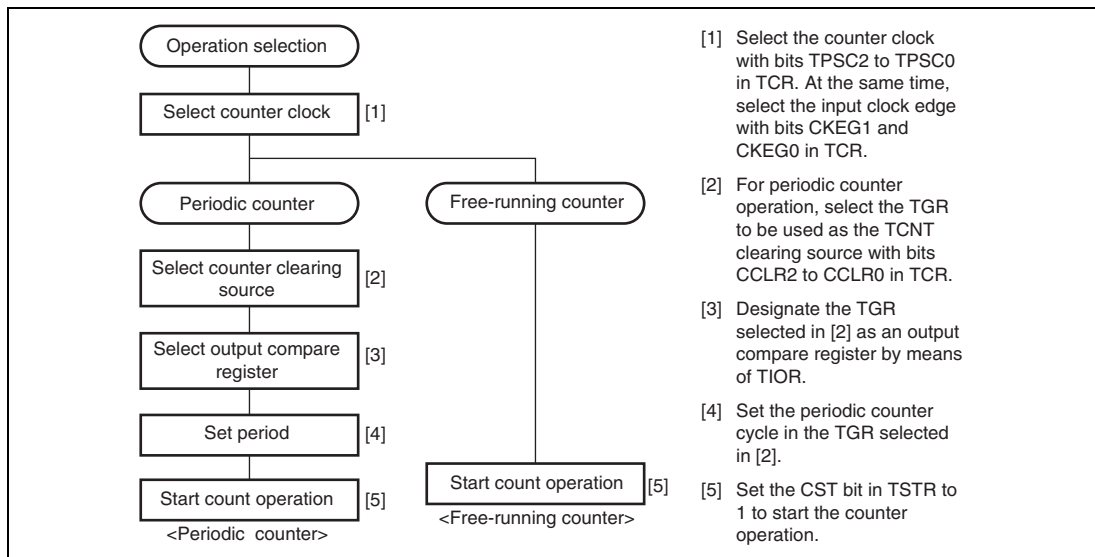 Operation selection
Select counter clock
[1]
Periodic counter
Free-running counter
Select counter clearing
source
[2]
Select output compare
register
[3]
Set period
[4]
Start count operation
[5]
<Periodic counter>
Start count operation
[5]
<Free-running counter>
[1] Select the counter clock
with bits TPSC2 to TPSC0
in TCR. At the same time,
select the input clock edge
with bits CKEG1 and
CKEG0 in TCR.
[2] For periodic counter
operation, select the TGR
to be used as the TCNT
clearing source with bits
CCLR2 to CCLR0 in TCR.
[3] Designate the TGR
selected in [2] as an output
compare register by means
of TIOR.
[4] Set the periodic counter
cycle in the TGR selected
in [2].
[5] Set the CST bit in TSTR to
1 to start the counter
operation.